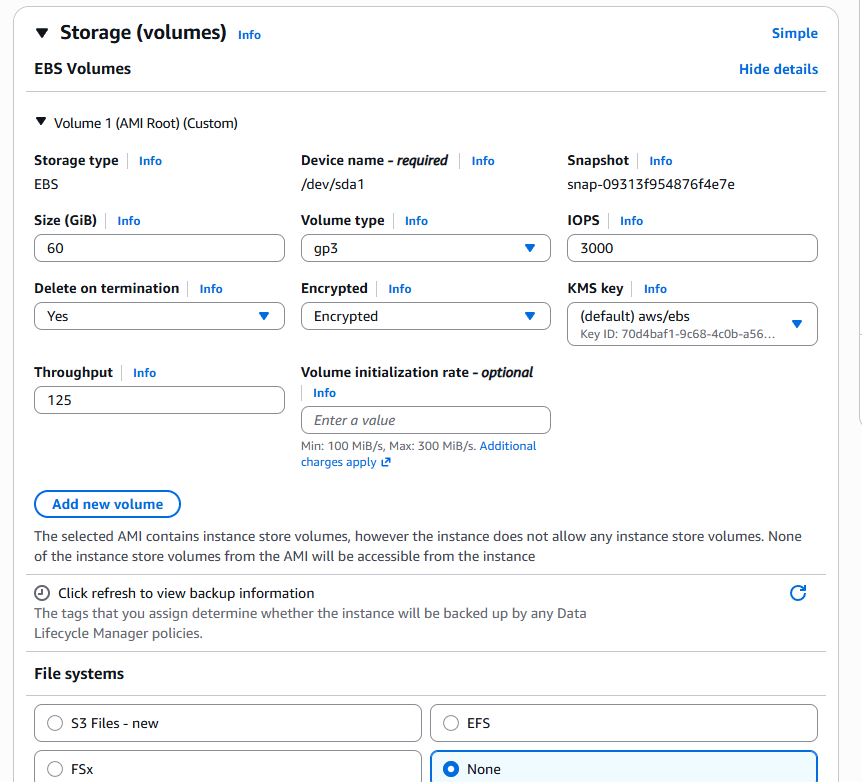 Storage (volumes) Info Simple
EBS Volumes Hide details
Volume 1 (AMI Root) (Custom)
Storage type Info Device name - required Info Snapshot Info
EBS /dev/sda1 snap-09313f954876f4e7e
Size (GiB) Info Volume type Info IOPS Info
60 gp3 3000
Delete on termination Info Encrypted Info KMS key Info
Yes Encrypted (default) aws/ebs
Key ID: 70d4baf1-9c68-4c0b-a56...
Throughput Info Volume initialization rate - optional
Info
125 Enter a value
Min: 100 MiB/s, Max: 300 MiB/s. Additional
charges apply
Add new volume
The selected AMI contains instance store volumes, however the instance does not allow any instance store volumes. None
of the instance store volumes from the AMI will be accessible from the instance
Click refresh to view backup information
The tags that you assign determine whether the instance will be backed up by any Data
Lifecycle Manager policies.
File systems
S3 Files - new EFS
FSx None